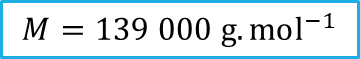 M = 139 000 g.mol⁻¹